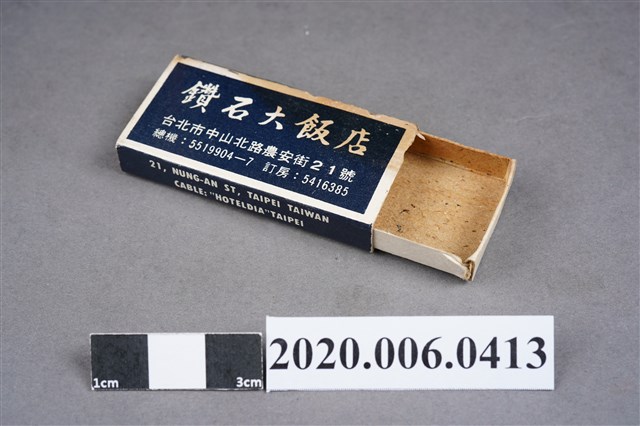 鑽石大飯店
台北市中山北路農安街21號
總機：5519904－7 訂房：5416385
21, NUNG-AN ST, TAIPEI TAIWAN
CABLE: "HOTELDIA" TAIPEI
1cm 3cm
2020.006.0413